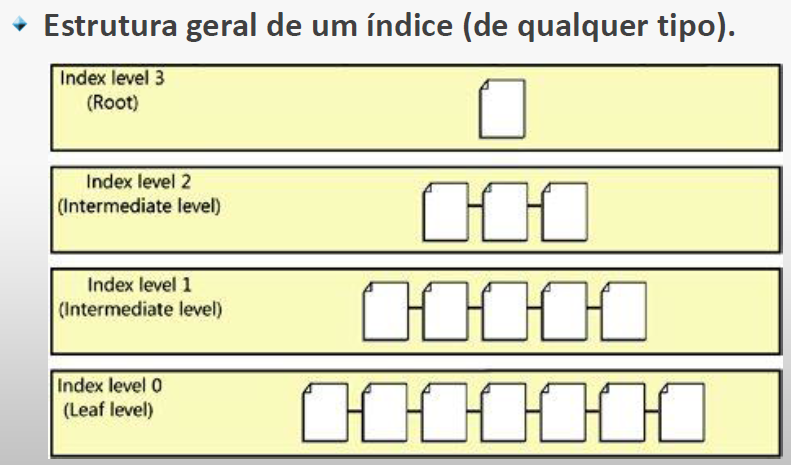 Estrutura geral de um índice (de qualquer tipo).
Index level 3
(Root)
Index level 2
(Intermediate level)
Index level 1
(Intermediate level)
Index level 0
(Leaf level)